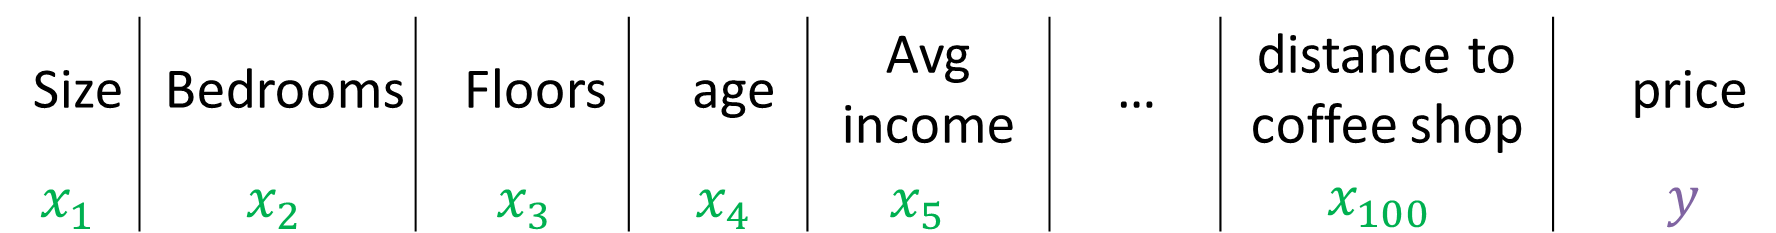 Size Bedrooms Floors age Avg income ... distance to coffee shop price
x₁ x₂ x₃ x₄ x₅ x₁₀₀ y